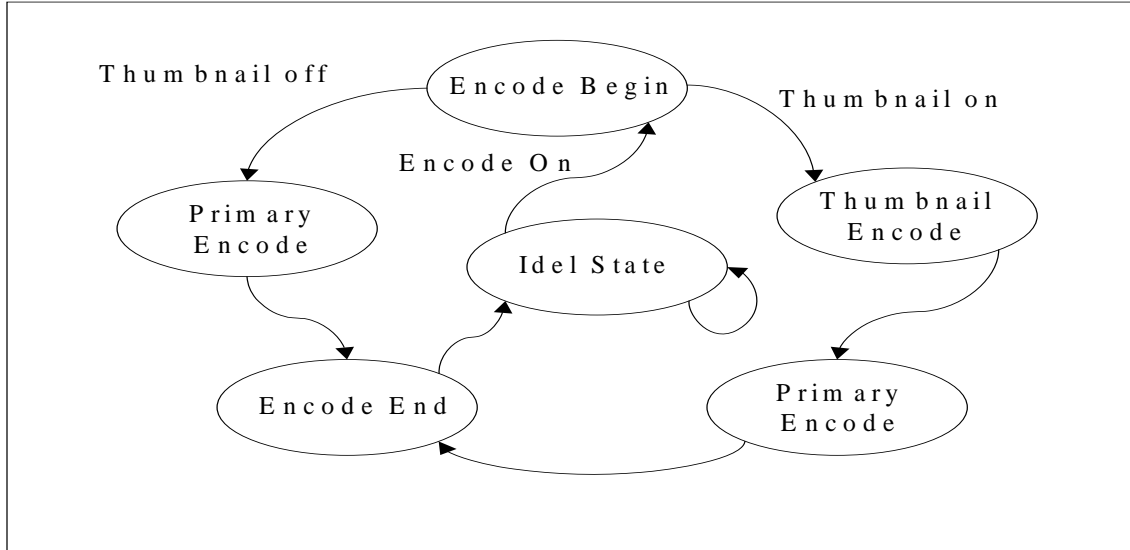 Thumbnail off
Encode Begin
Thumbnail on
Encode On
Primary
Encode
Thumbnail
Encode
Idel State
Encode End
Primary
Encode